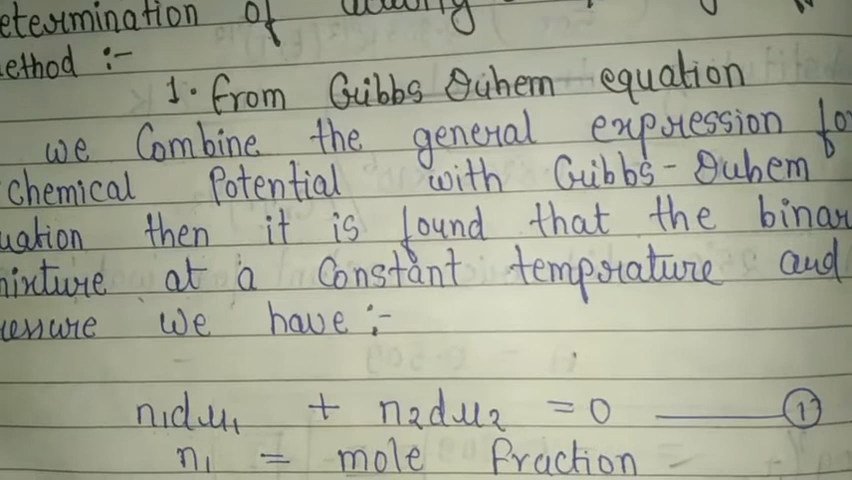 etermination of
ethod :-
1. from Gibbs Duhem equation
we Combine the general expression fo
chemical Potential with Gibbs-Duhem
uation then it is found that the binar
mixture at a constant temprature and
ressure we have :-
n₁dμ₁ + n₂dμ₂ = 0 ——— ①
n₁ = mole fraction